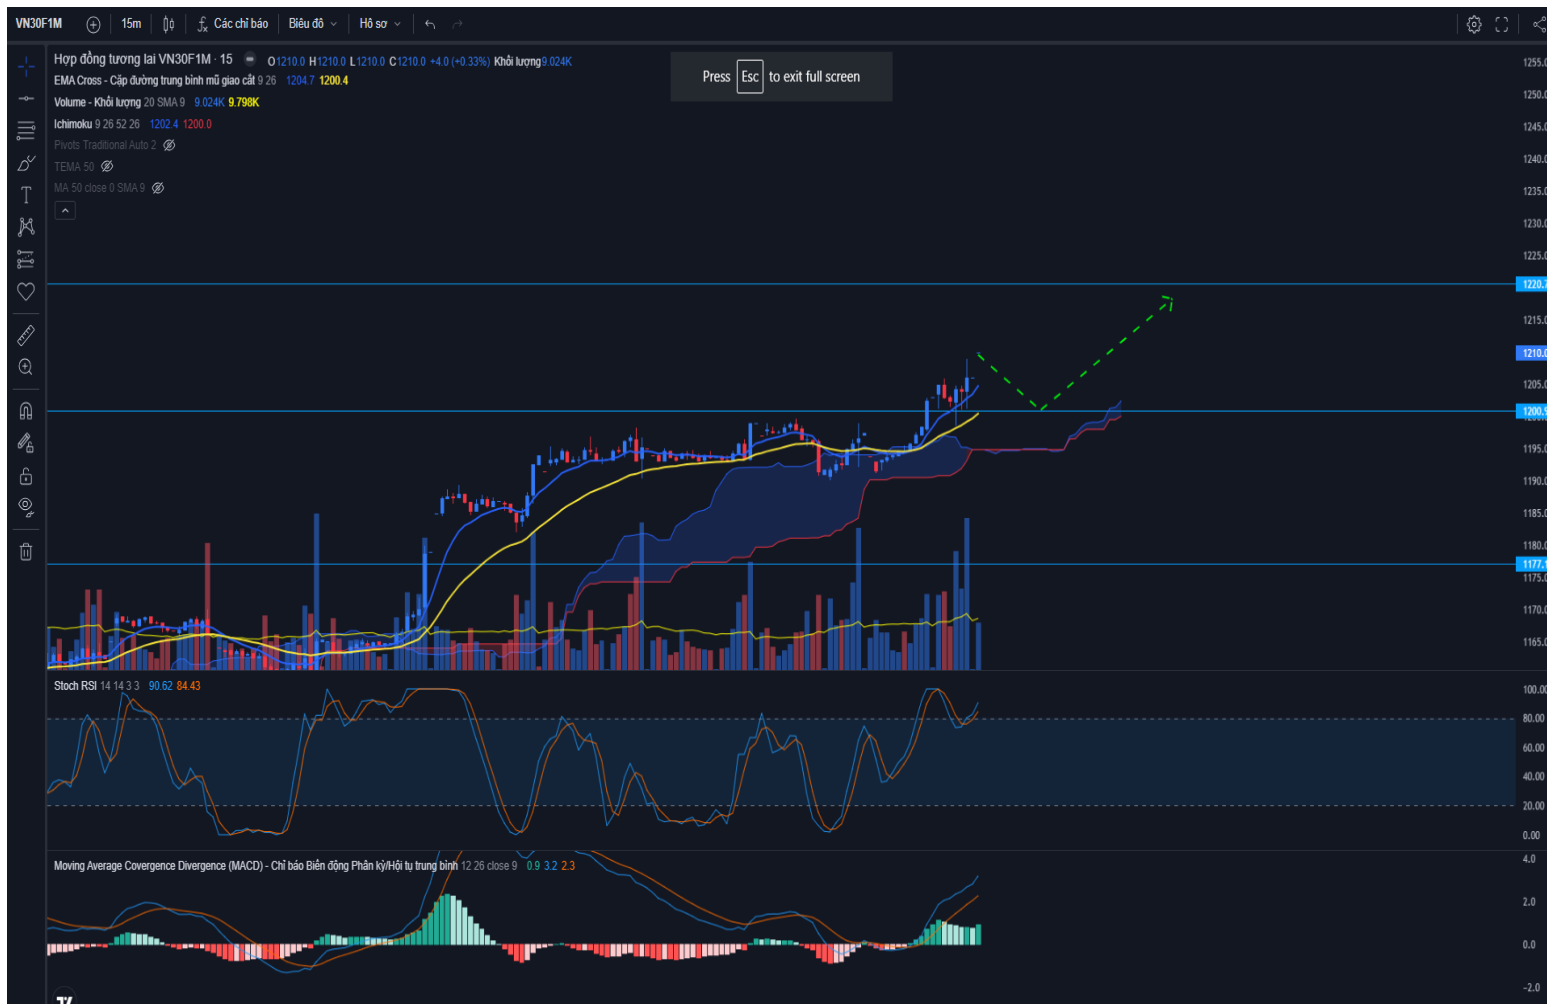 VN30F1M 15m Các chỉ báo Biểu đồ Hồ sơ
Hợp đồng tương lai VN30F1M · 15 O1210.0 H1210.0 L1210.0 C1210.0 +4.0 (+0.33%) Khối lượng9.024K
EMA Cross - Cặp đường trung bình mũ giao cắt 9 26 1204.7 1200.4
Volume - Khối lượng 20 SMA 9 9.024K 9.798K
Ichimoku 9 26 52 26 1202.4 1200.0
Pivots Traditional Auto 2
TEMA 50
MA 50 close 0 SMA 9
Press Esc to exit full screen
1255.0
1250.0
1245.0
1240.0
1235.0
1230.0
1225.0
1220.7
1215.0
1210.0
1205.0
1200.9
1195.0
1190.0
1185.0
1180.0
1177.1
1175.0
1170.0
1165.0
Stoch RSI 14 14 3 3 90.62 84.43
100.00
80.00
60.00
40.00
20.00
0.00
Moving Average Covergence Divergence (MACD) - Chỉ báo Biên động Phân kỳ/Hội tụ trung bình 12 26 close 9 0.9 3.2 2.3
4.0
2.0
0.0
-2.0